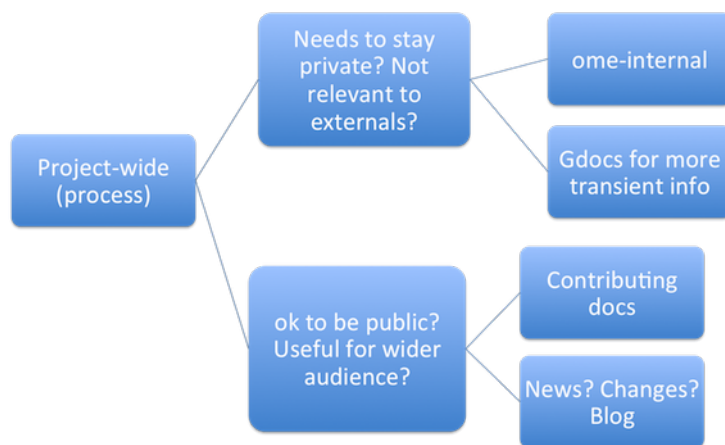 Project-wide
(process)
Needs to stay
private? Not
relevant to
externals?
ome-internal
Gdocs for more
transient info
ok to be public?
Useful for wider
audience?
Contributing
docs
News? Changes?
Blog